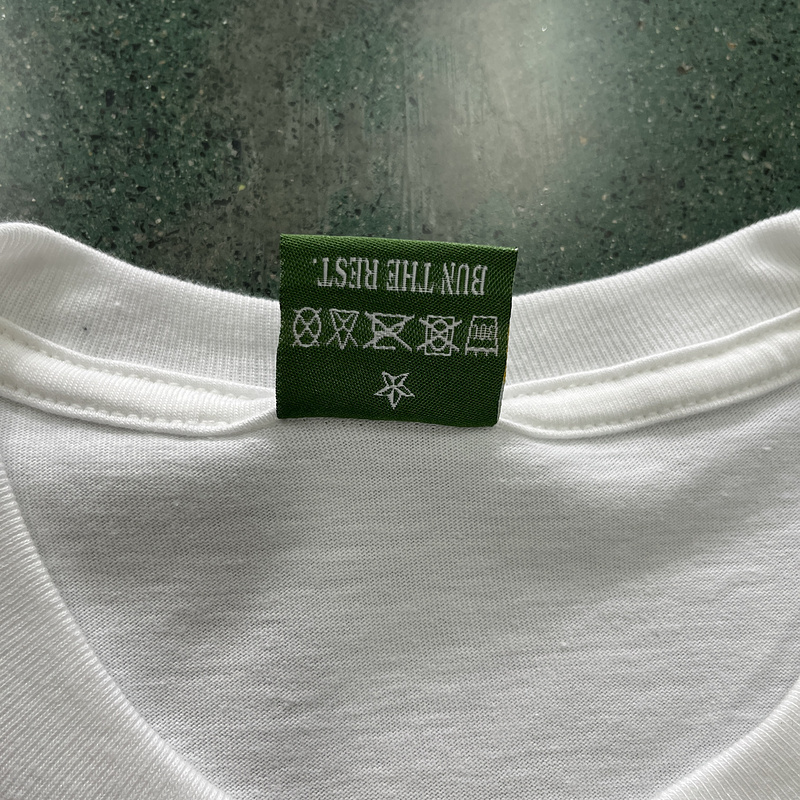 BUN THE REST.